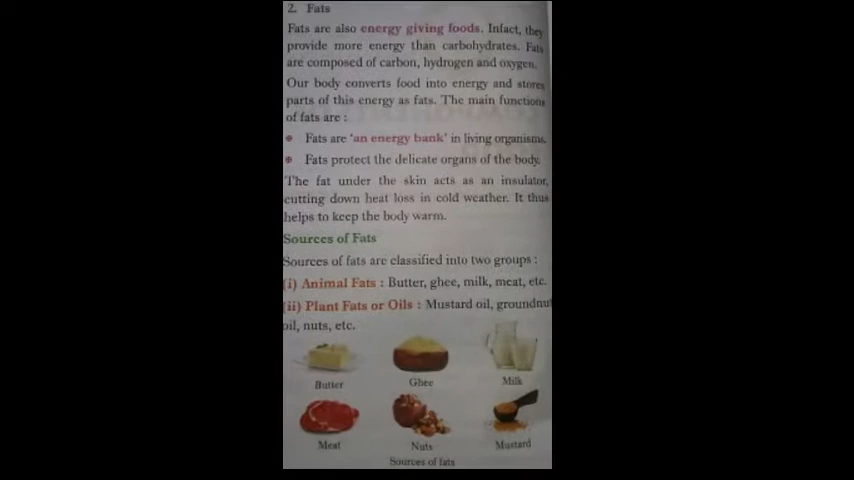 2. Fats
Fats are also energy giving foods. Infact, they
provide more energy than carbohydrates. Fats
are composed of carbon, hydrogen and oxygen.
Our body converts food into energy and stores
parts of this energy as fats. The main functions
of fats are :
Fats are 'an energy bank' in living organisms.
Fats protect the delicate organs of the body.
The fat under the skin acts as an insulator,
cutting down heat loss in cold weather. It thus
helps to keep the body warm.
Sources of Fats
Sources of fats are classified into two groups :
(i) Animal Fats : Butter, ghee, milk, meat, etc.
(ii) Plant Fats or Oils : Mustard oil, groundnut
oil, nuts, etc.
Butter Ghee Milk
Meat Nuts Mustard
Sources of fats